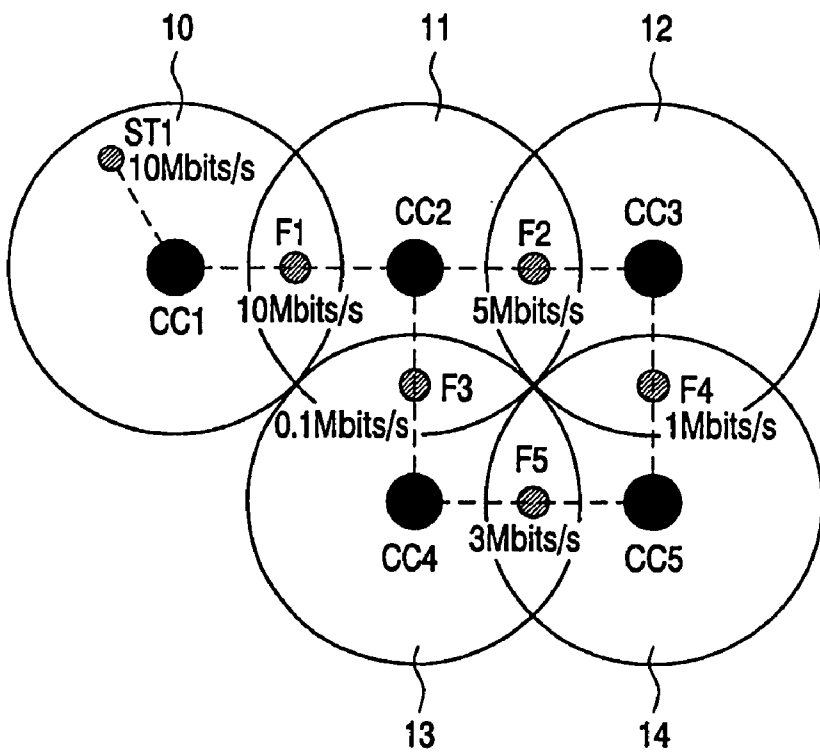 10
11
12
ST1
10Mbits/s
F1
CC2
F2
CC3
CC1
10Mbits/s
5Mbits/s
F3
F4
0.1Mbits/s
1Mbits/s
F5
CC4
3Mbits/s
CC5
13
14